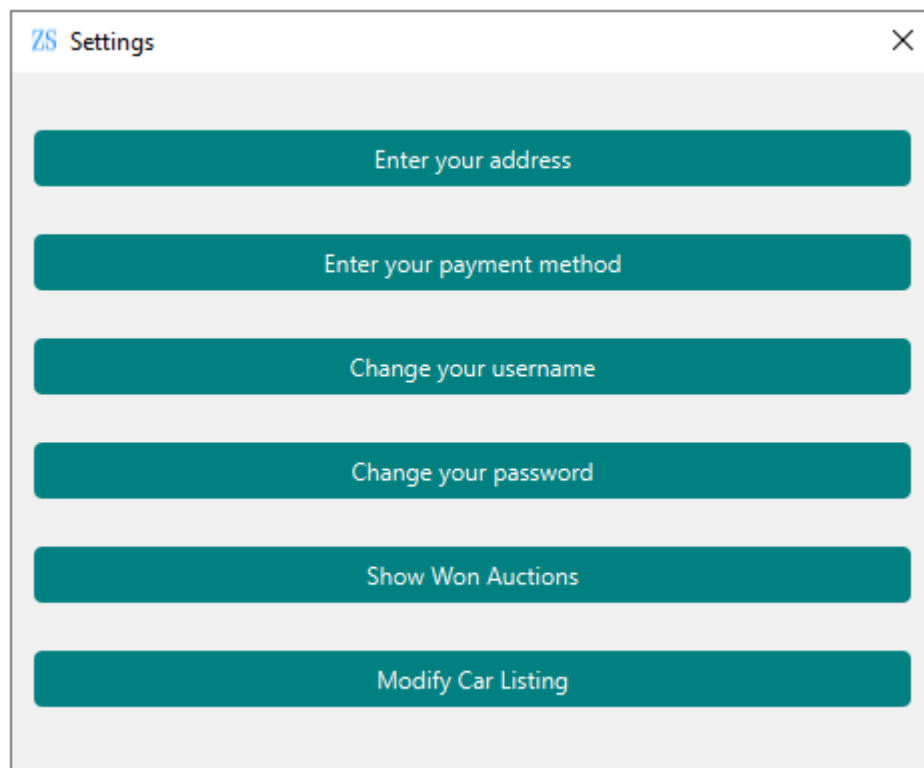 ZS Settings
Enter your address
Enter your payment method
Change your username
Change your password
Show Won Auctions
Modify Car Listing